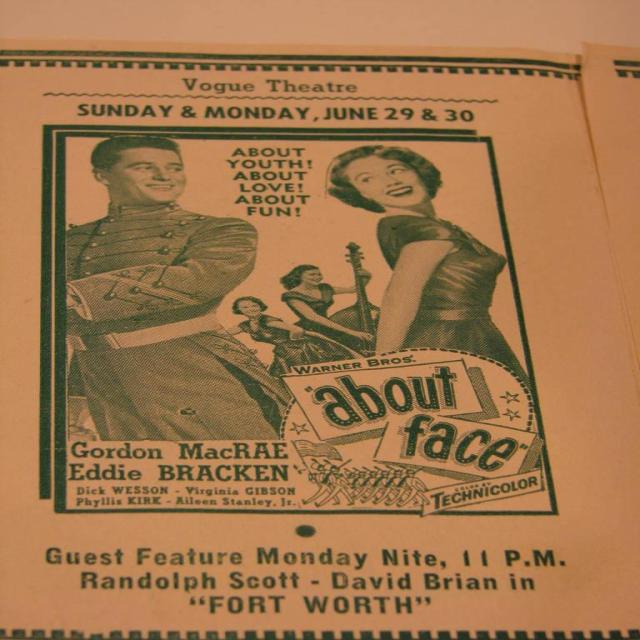 Vogue Theatre
SUNDAY & MONDAY, JUNE 29 & 30
ABOUT
YOUTH!
ABOUT
LOVE!
ABOUT
FUN!
WARNER BROS.
"about
face"
TECHNICOLOR
Gordon MacRAE
Eddie BRACKEN
Dick WESSON - Virginia GIBSON
Phyllis KIRK - Aileen Stanley, Jr.
Guest Feature Monday Nite, 11 P.M.
Randolph Scott - David Brian in
"FORT WORTH"